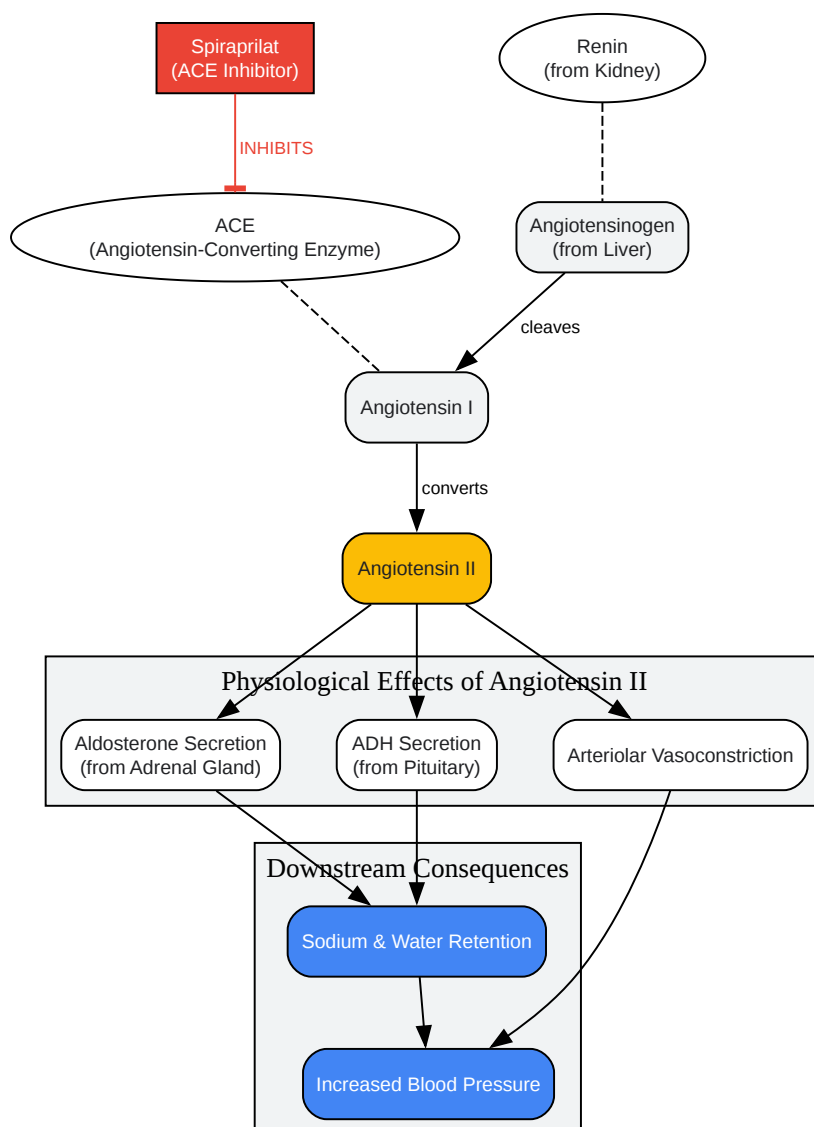 Spiraprilat
(ACE Inhibitor)
Renin
(from Kidney)
INHIBITS
ACE
(Angiotensin-Converting Enzyme)
Angiotensinogen
(from Liver)
cleaves
Angiotensin I
converts
Angiotensin II
Physiological Effects of Angiotensin II
Aldosterone Secretion
(from Adrenal Gland)
ADH Secretion
(from Pituitary)
Arteriolar Vasoconstriction
Downstream Consequences
Sodium & Water Retention
Increased Blood Pressure